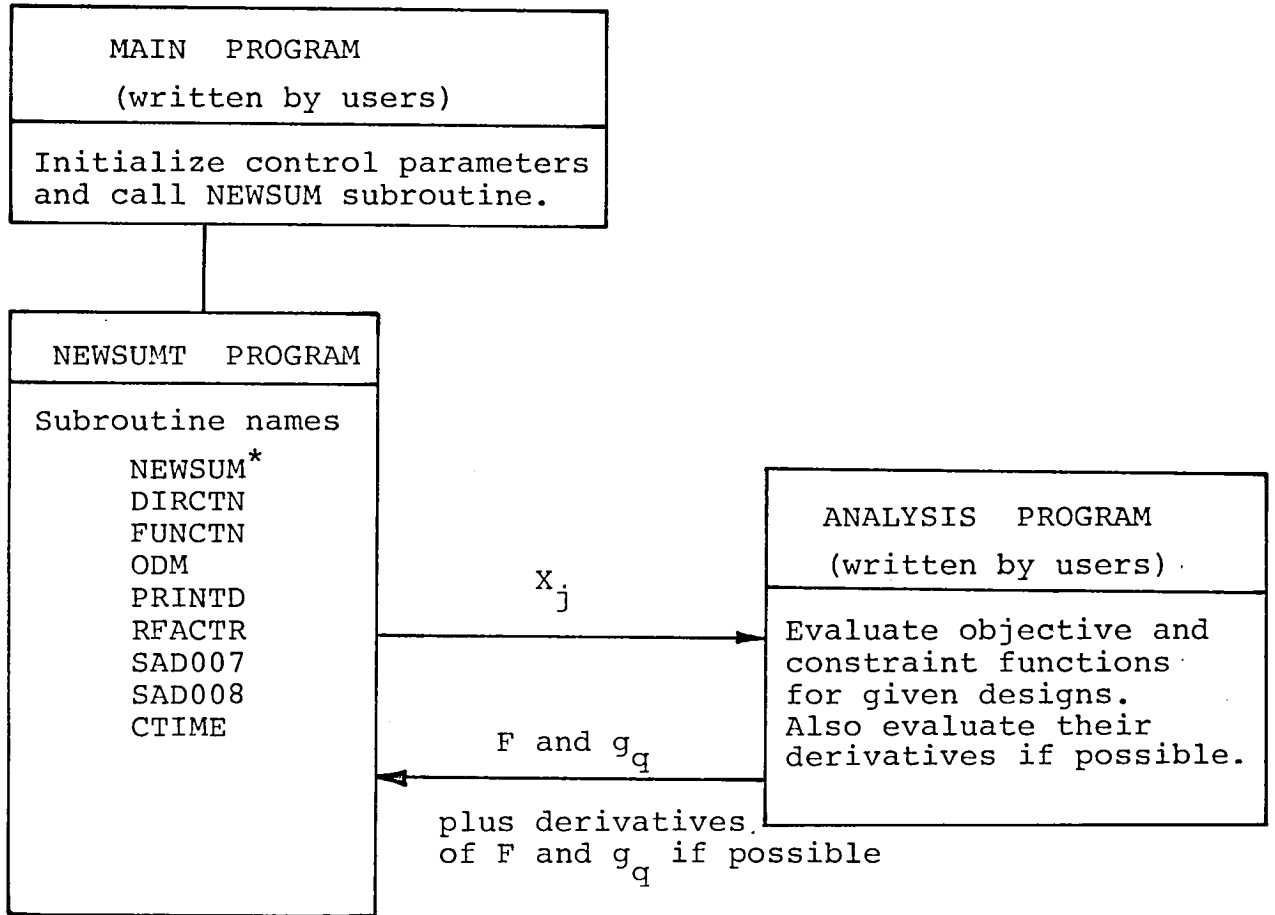 MAIN PROGRAM
(written by users)
Initialize control parameters
and call NEWSUM subroutine.
NEWSUMT PROGRAM
Subroutine names
NEWSUM*
DIRCTN
FUNCTN
ODM
PRINTD
RFACTR
SAD007
SAD008
CTIME
X_j
F and g_q
plus derivatives
of F and g_q if possible
ANALYSIS PROGRAM
(written by users)
Evaluate objective and
constraint functions
for given designs.
Also evaluate their
derivatives if possible.